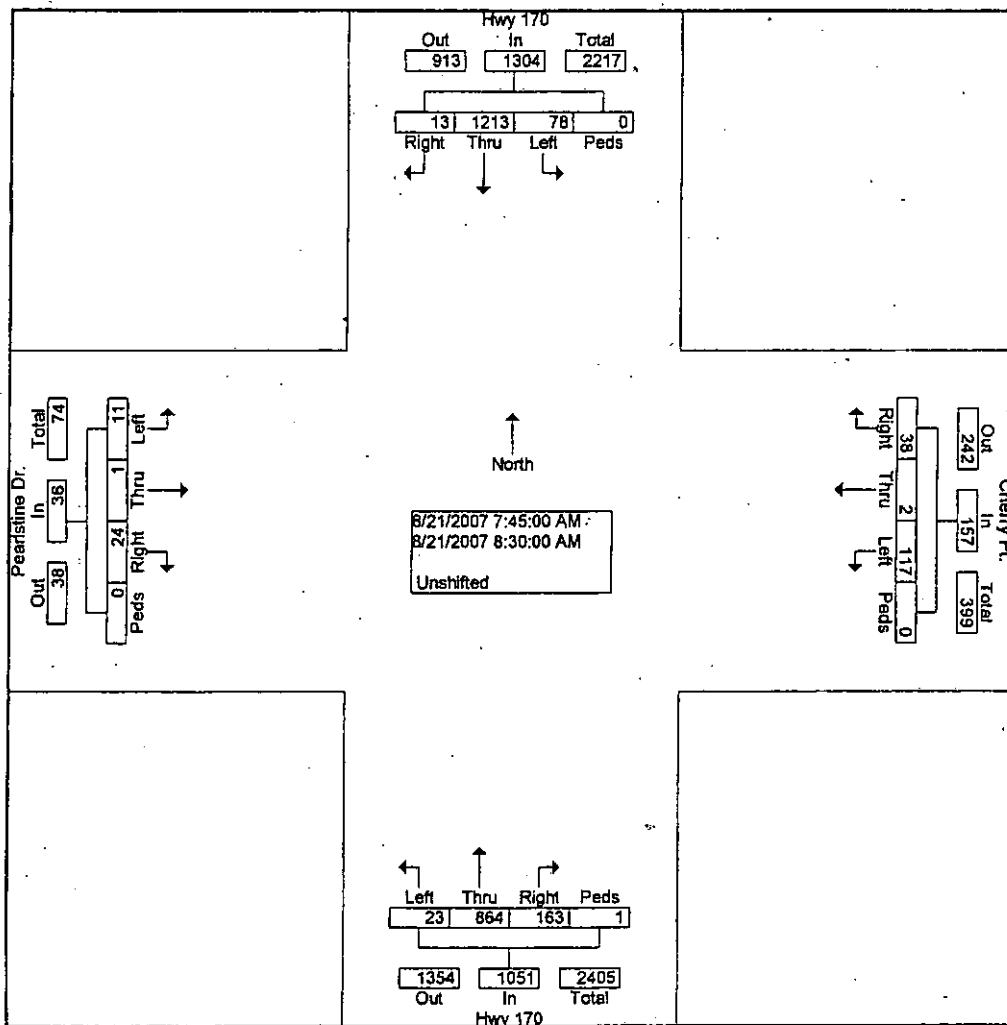 Hwy 170
Out In Total
913 1304 2217
13 1213 78 0
Right Thru Left Peds
Pearlstine Dr.
Out In Total
38 36 74
11 1 24 0
Left Thru Right Peds
North
8/21/2007 7:45:00 AM
8/21/2007 8:30:00 AM
Unshifted
Right Thru Left Peds
38 2 117 0
Out In Total
242 157 399
Cherry Pt.
Left Thru Right Peds
23 864 163 1
1354 1051 2405
Out In Total
Hwy 170